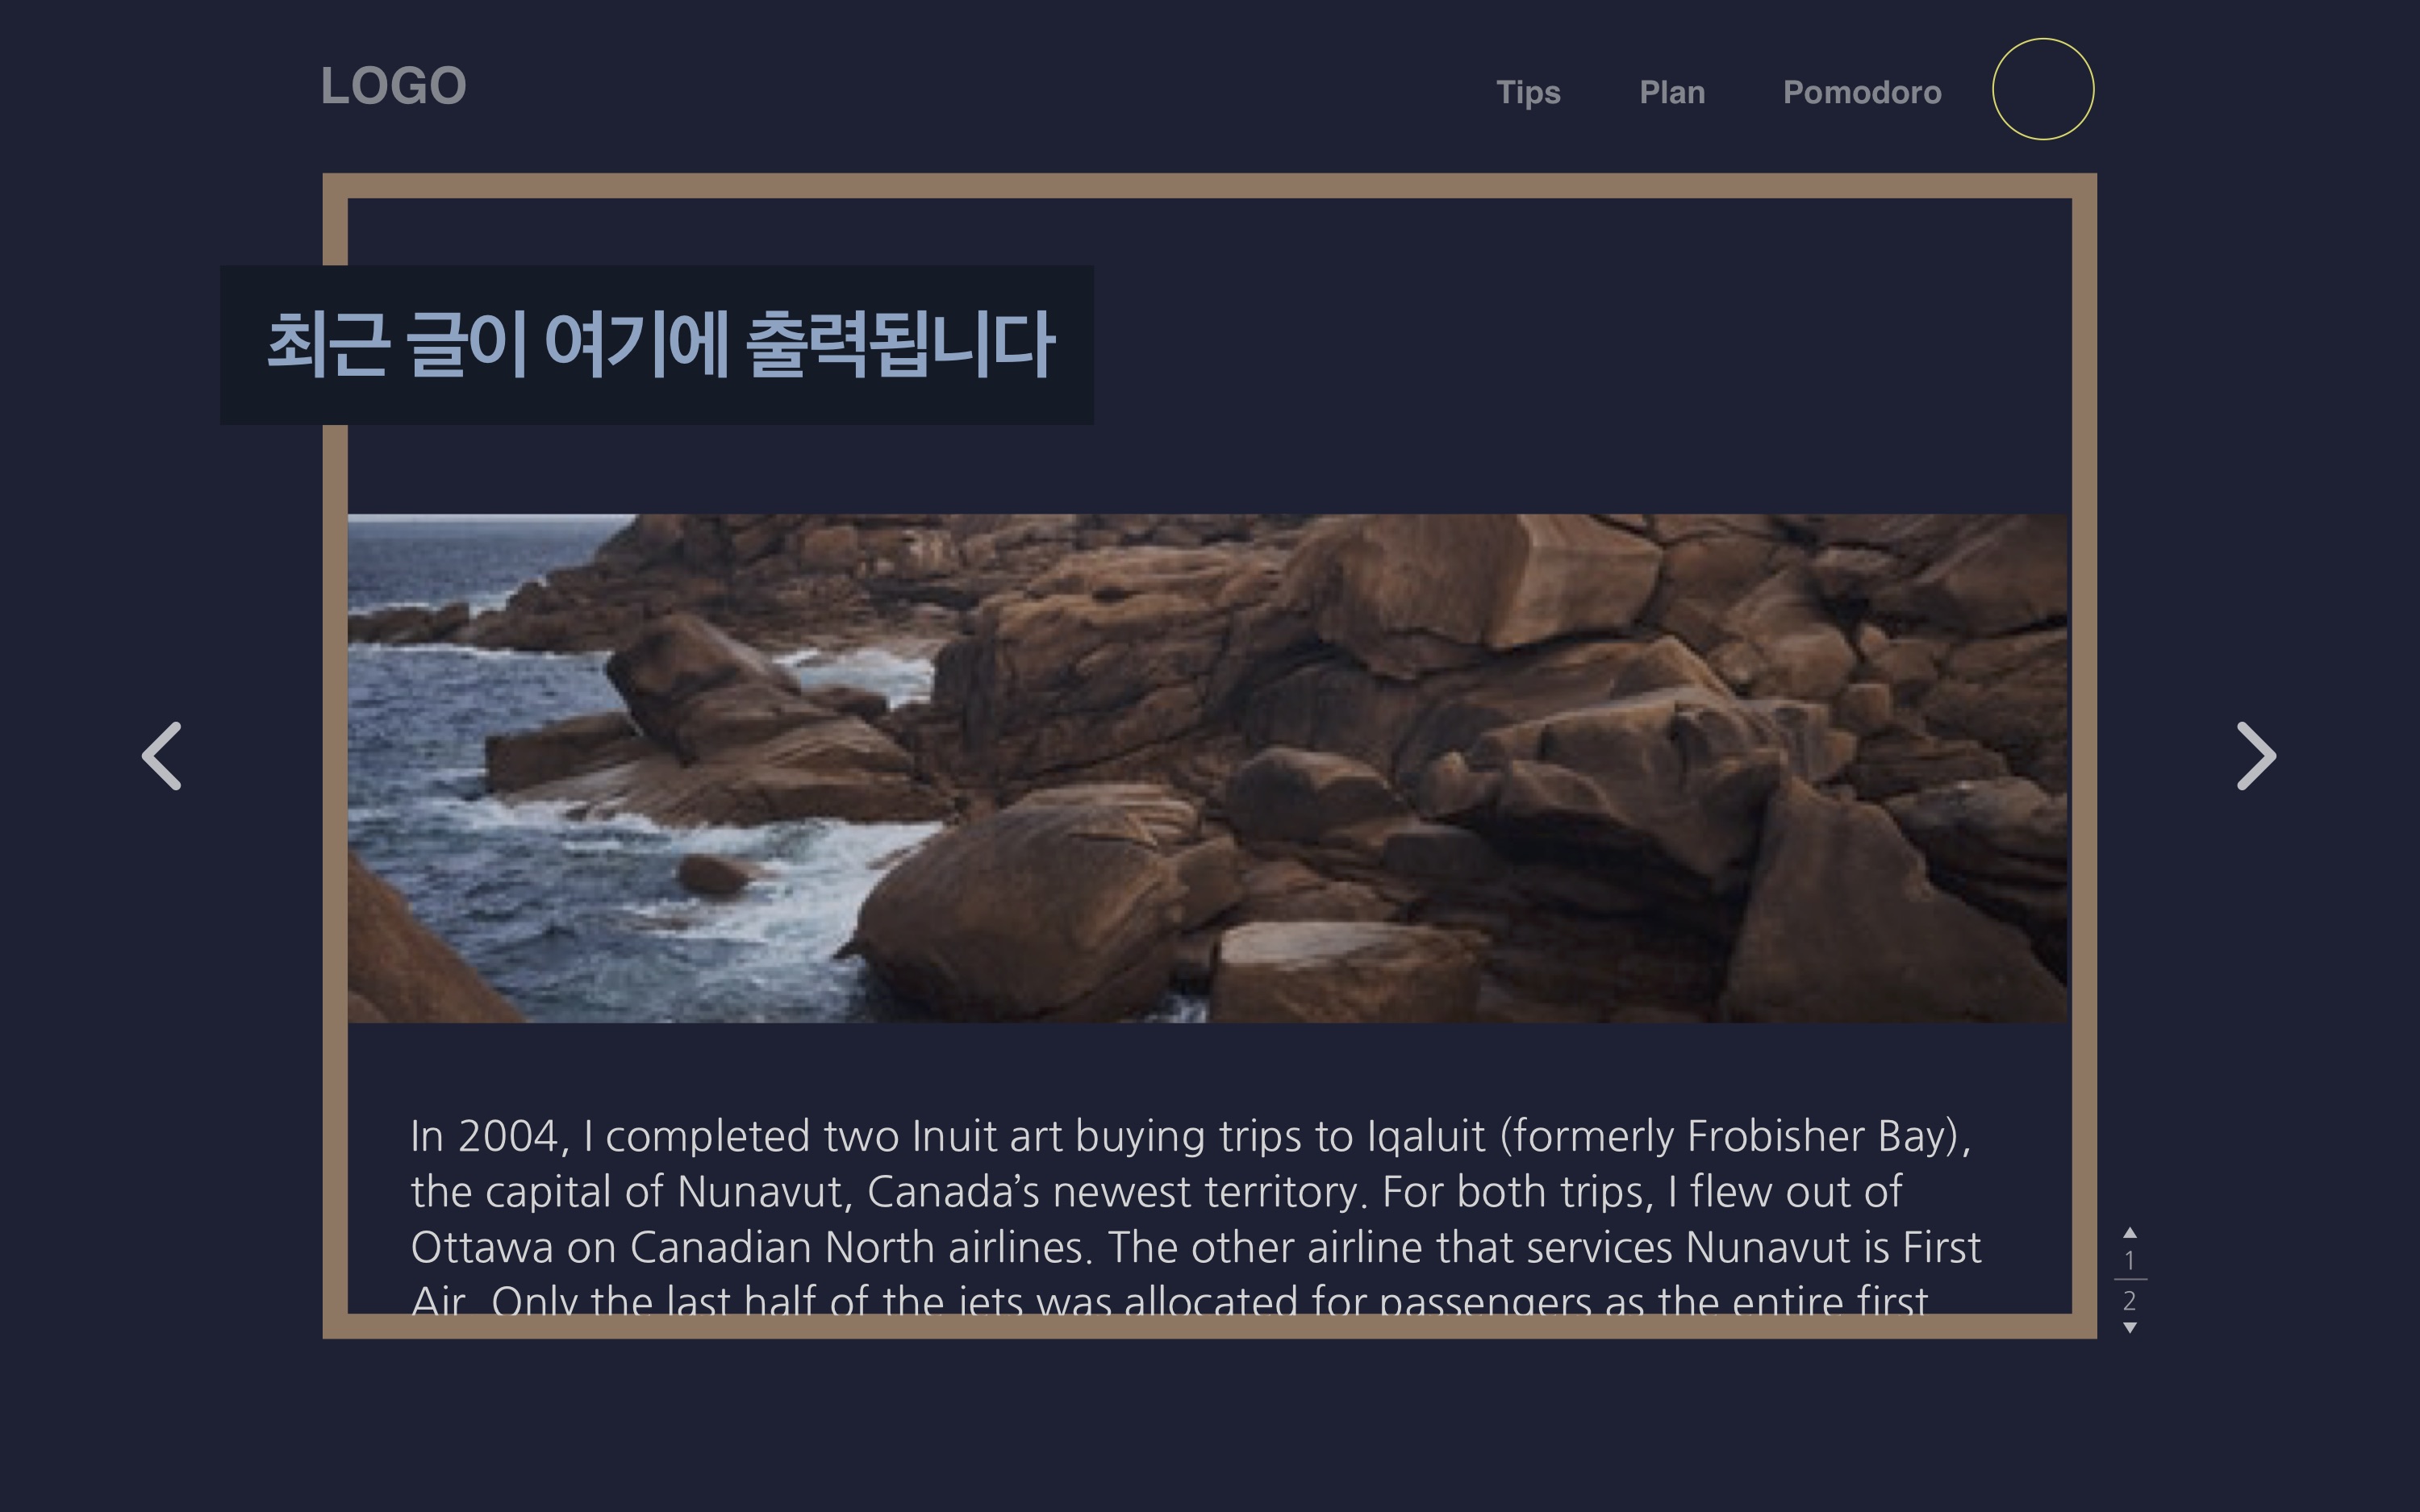 LOGO
Tips Plan Pomodoro
최근 글이 여기에 출력됩니다
In 2004, I completed two Inuit art buying trips to Iqaluit (formerly Frobisher Bay),
the capital of Nunavut, Canada’s newest territory. For both trips, I flew out of
Ottawa on Canadian North airlines. The other airline that services Nunavut is First
Air. Only the last half of the jets was allocated for passengers as the entire first
1
2